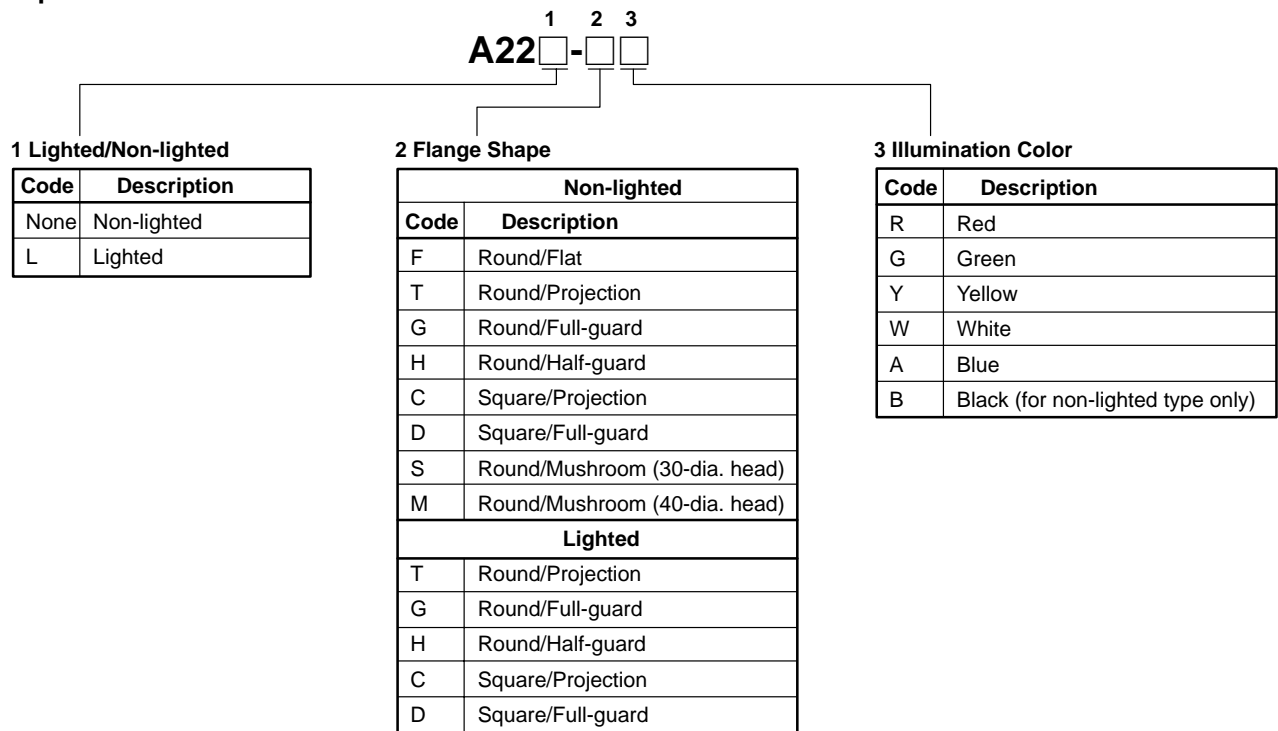 1 2 3
A22□-□□
1 Lighted/Non-lighted
Code Description
None Non-lighted
L Lighted
2 Flange Shape
Non-lighted
Code Description
F Round/Flat
T Round/Projection
G Round/Full-guard
H Round/Half-guard
C Square/Projection
D Square/Full-guard
S Round/Mushroom (30-dia. head)
M Round/Mushroom (40-dia. head)
Lighted
T Round/Projection
G Round/Full-guard
H Round/Half-guard
C Square/Projection
D Square/Full-guard
3 Illumination Color
Code Description
R Red
G Green
Y Yellow
W White
A Blue
B Black (for non-lighted type only)